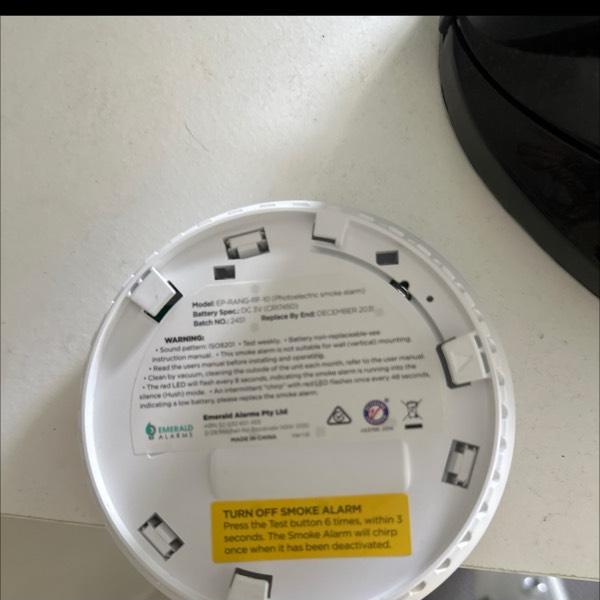 Model: EP-RANG-RF-10 (Photoelectric smoke alarm)
Battery Spec.: DC 3V (CR17450)
Batch NO.: 2451 Replace By End: DECEMBER 203
WARNING:
• Sound pattern: ISO8201 • Test weekly. • Battery non-replaceable-see
instruction manual. • This smoke alarm is not suitable for wall (vertical) mounting.
• Read the users manual before installing and operating.
• Clean by vacuum, cleaning the outside of the unit each month, refer to the user manual.
• The red LED will flash every 8 seconds, indicating the smoke alarm is running into the
silence (Hush) mode. • An intermittent "chirp" with red LED flashes once every 48 seconds,
indicating a low battery, please replace the smoke alarm.
EMERALD
ALARMS
Emerald Alarms Pty Ltd
MADE IN CHINA
TURN OFF SMOKE ALARM
Press the Test button 6 times, within 3
seconds. The Smoke Alarm will chirp
once when it has been deactivated.